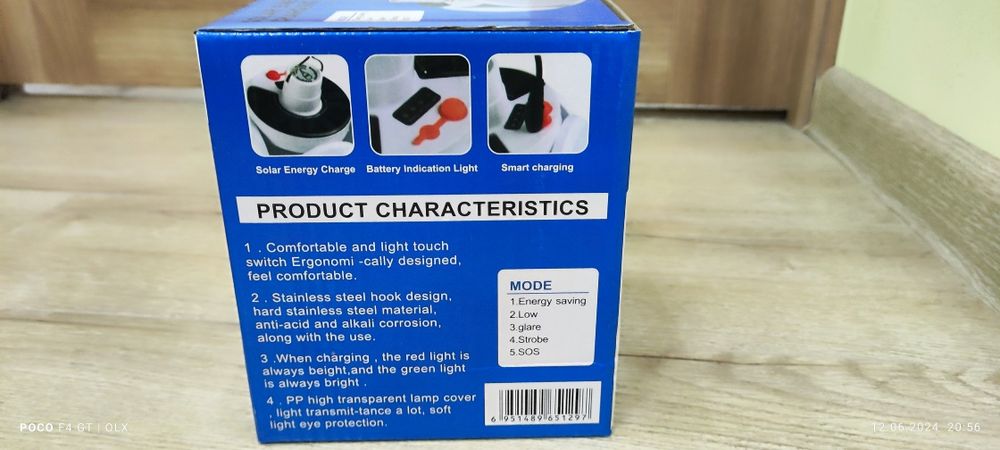 Solar Energy Charge
Battery Indication Light
Smart charging
PRODUCT CHARACTERISTICS
1 . Comfortable and light touch
switch Ergonomi -cally designed,
feel comfortable.
2 . Stainless steel hook design,
hard stainless steel material,
anti-acid and alkali corrosion,
along with the use.
3 .When charging , the red light is
always beight,and the green light
is always bright .
4 . PP high transparent lamp cover
, light transmit-tance a lot, soft
light eye protection.
MODE
1.Energy saving
2.Low
3.glare
4.Strobe
5.SOS
6 951489 651297
POCO F4 GT | OLX
12.06.2024 20:56